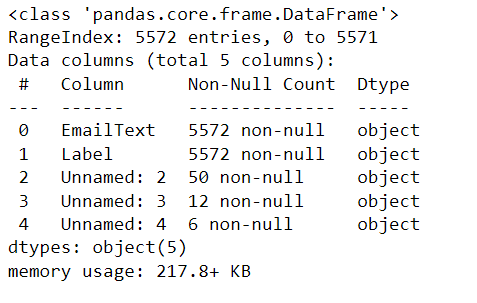 <class 'pandas.core.frame.DataFrame'>
RangeIndex: 5572 entries, 0 to 5571
Data columns (total 5 columns):
 #   Column      Non-Null Count  Dtype
---  ------      --------------  -----
 0   EmailText   5572 non-null   object
 1   Label       5572 non-null   object
 2   Unnamed: 2  50 non-null     object
 3   Unnamed: 3  12 non-null     object
 4   Unnamed: 4  6 non-null      object
dtypes: object(5)
memory usage: 217.8+ KB